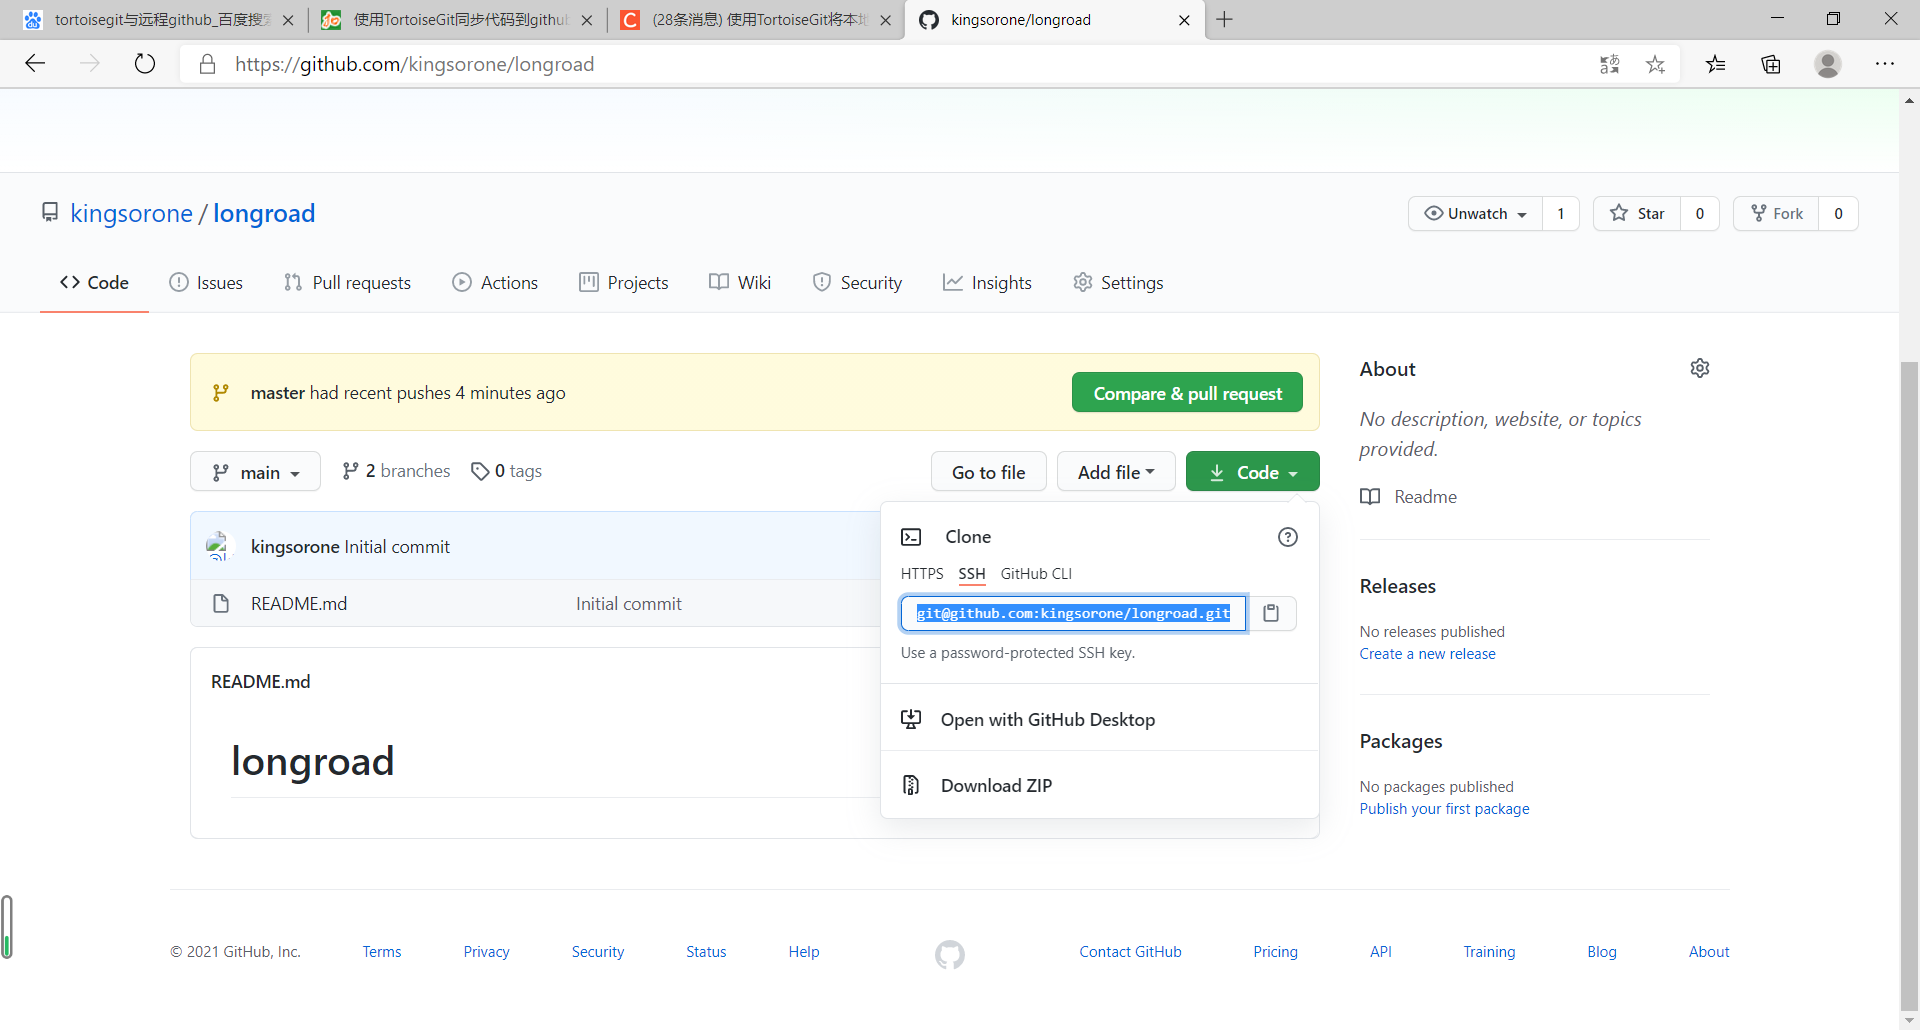 tortoisegit与远程github_百度搜索
使用TortoiseGit同步代码到github
(28条消息) 使用TortoiseGit将本地
kingsorone/longroad
https://github.com/kingsorone/longroad
kingsorone / longroad
Unwatch 1
Star 0
Fork 0
Code Issues Pull requests Actions Projects Wiki Security Insights Settings
master had recent pushes 4 minutes ago
Compare & pull request
main 2 branches 0 tags
Go to file Add file Code
kingsorone Initial commit
README.md Initial commit
README.md
longroad
Clone
HTTPS SSH GitHub CLI
git@github.com:kingsorone/longroad.git
Use a password-protected SSH key.
Open with GitHub Desktop
Download ZIP
About
No description, website, or topics
provided.
Readme
Releases
No releases published
Create a new release
Packages
No packages published
Publish your first package
© 2021 GitHub, Inc. Terms Privacy Security Status Help Contact GitHub Pricing API Training Blog About